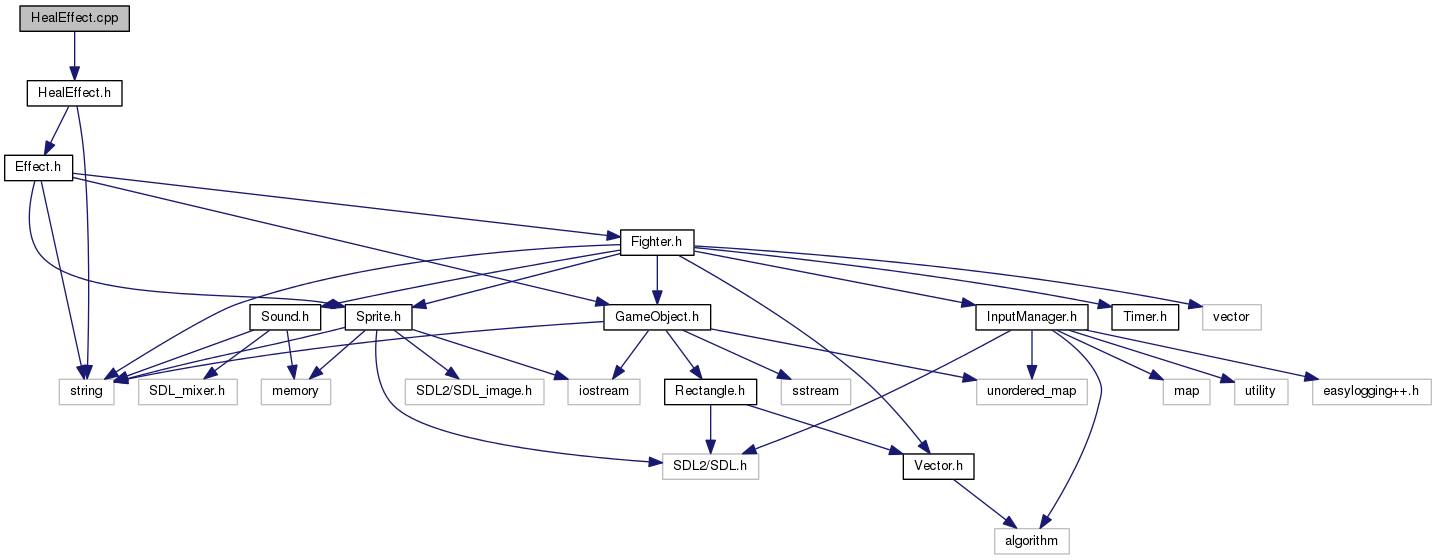 HealEffect.cpp
HealEffect.h
Effect.h
Fighter.h
Sound.h
Sprite.h
GameObject.h
InputManager.h
Timer.h
vector
string
SDL_mixer.h
memory
SDL2/SDL_image.h
iostream
Rectangle.h
sstream
unordered_map
map
utility
easylogging++.h
SDL2/SDL.h
Vector.h
algorithm